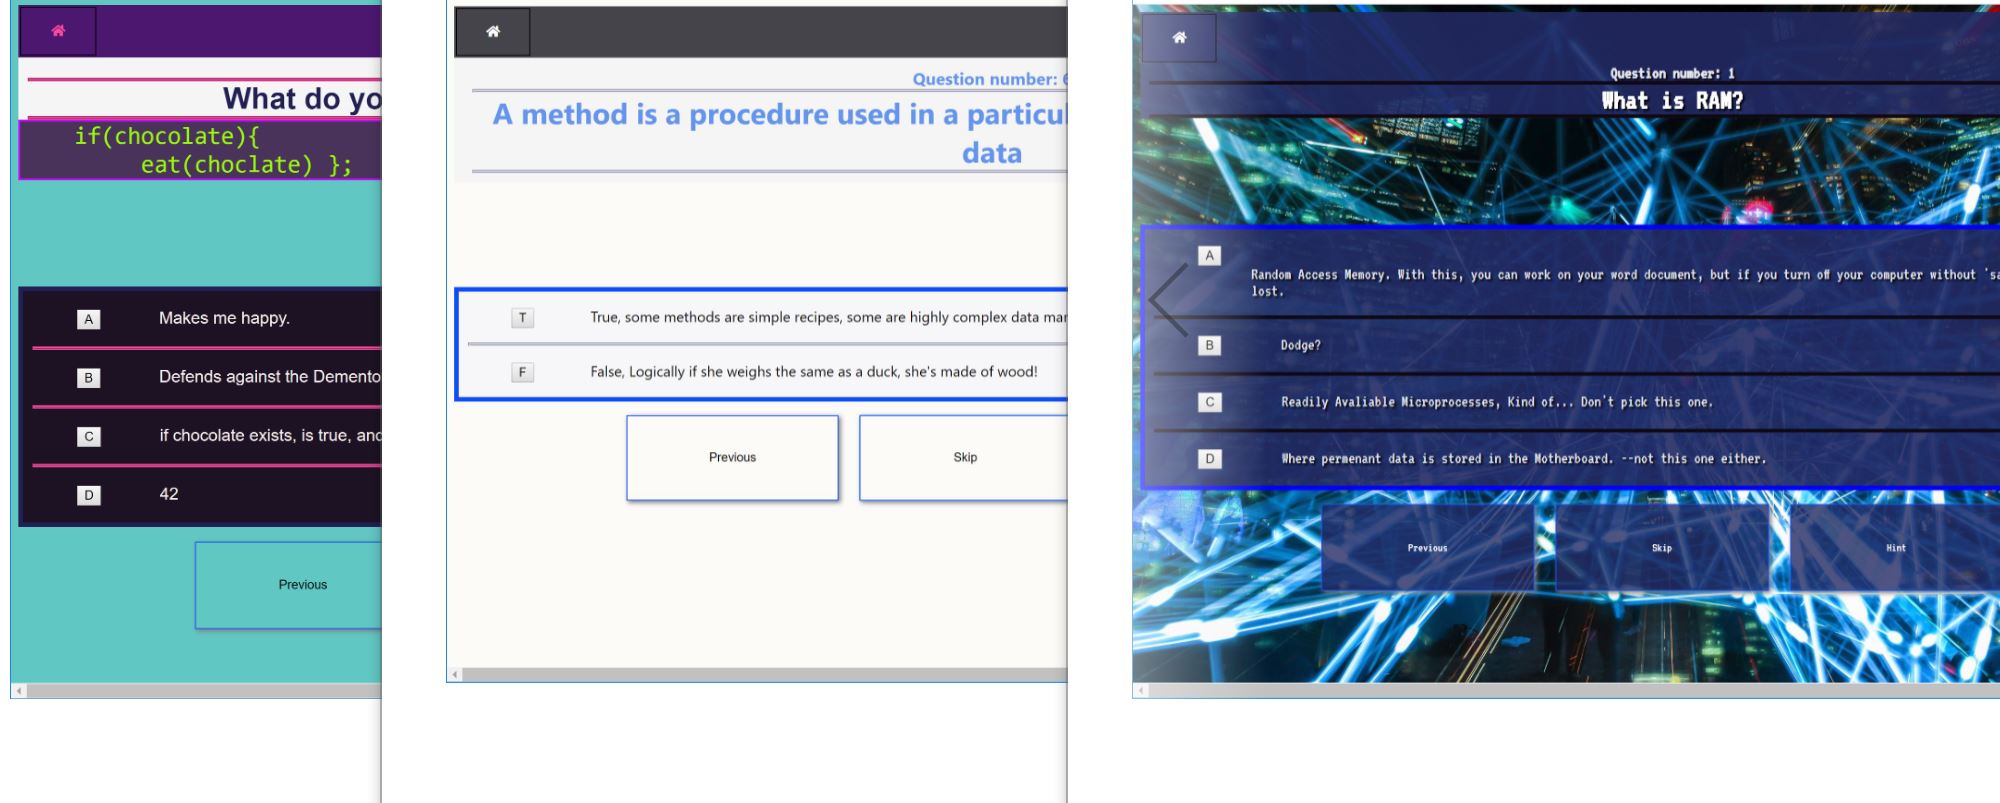 What do yo
if(chocolate){
eat(choclate) };
A Makes me happy.
B Defends against the Demento
C if chocolate exists, is true, and
D 42
Previous
Question number: 6
A method is a procedure used in a particul
data
T True, some methods are simple recipes, some are highly complex data mar
F False, Logically if she weighs the same as a duck, she's made of wood!
Previous Skip
Question number: 1
What is RAM?
A Random Access Memory. With this, you can work on your word document, but if you turn off your computer without 'sa
lost.
B Dodge?
C Readily Avaliable Microprocesses, Kind of... Don't pick this one.
D Where permenant data is stored in the Motherboard. --not this one either.
Previous Skip Hint